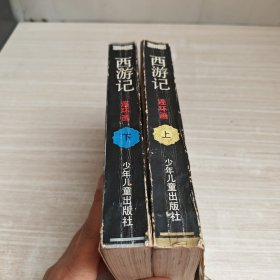 西游记
连环画
下
少年儿童出版社
西游记
连环画
上
少年儿童出版社